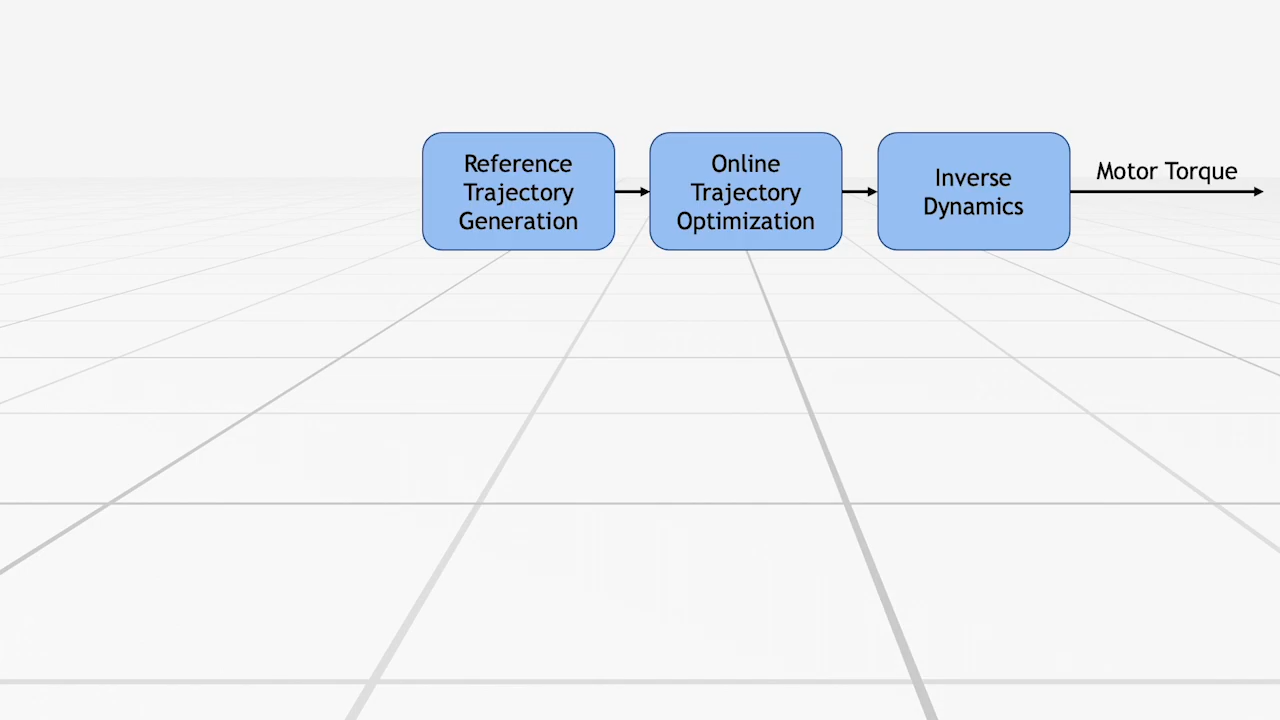 Reference
Trajectory
Generation
Online
Trajectory
Optimization
Inverse
Dynamics
Motor Torque